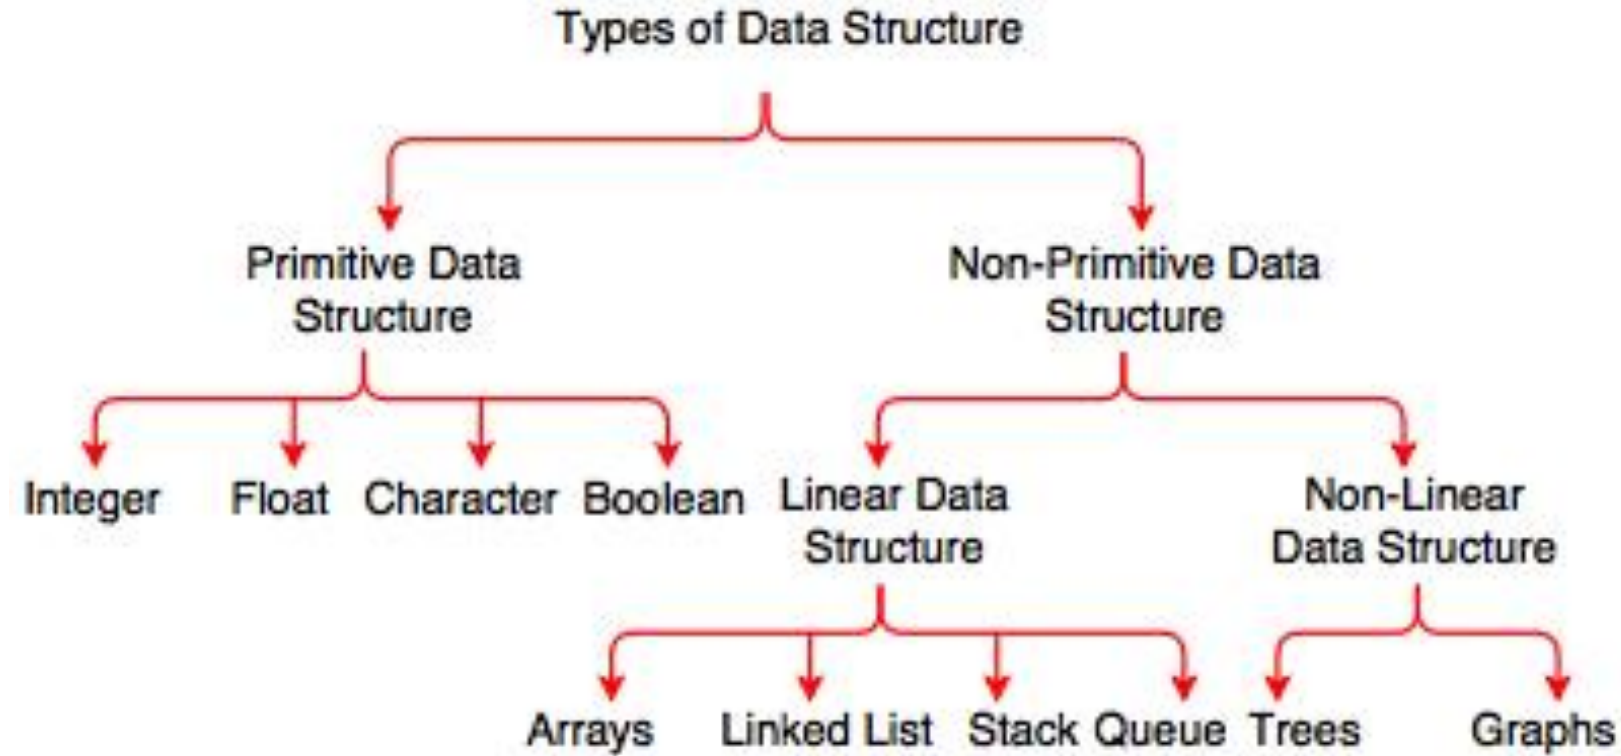 Types of Data Structure
Primitive Data
Structure
Non-Primitive Data
Structure
Integer
Float
Character
Boolean
Linear Data
Structure
Non-Linear
Data Structure
Arrays
Linked List
Stack
Queue
Trees
Graphs